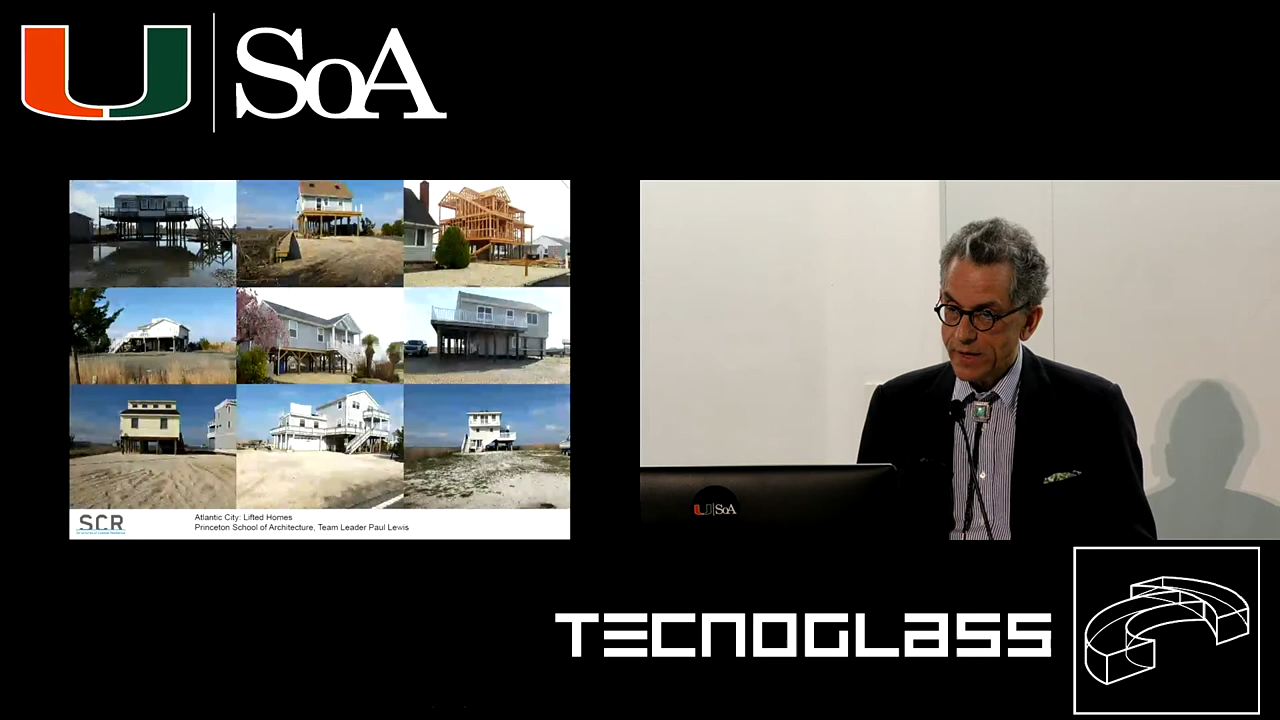 U | SoA
SCR
Atlantic City: Lifted Homes
Princeton School of Architecture, Team Leader Paul Lewis
U|SoA
TECNOGLASS